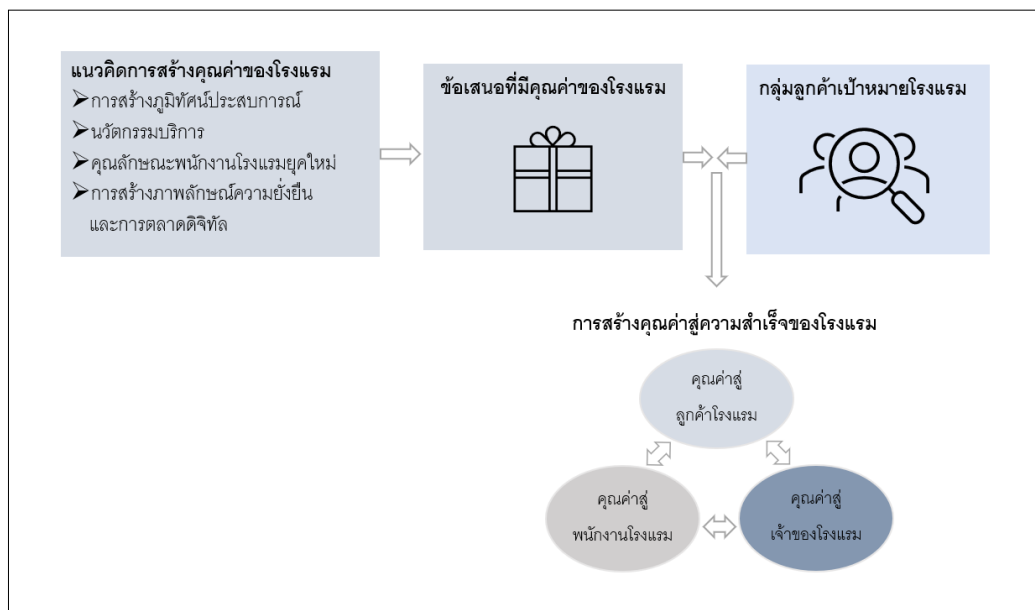 แนวคิดการสร้างคุณค่าของโรงแรม
➤การสร้างภูมิทัศน์ประสบการณ์
➤นวัตกรรมบริการ
➤คุณลักษณะพนักงานโรงแรมยุคใหม่
➤การสร้างภาพลักษณ์ความยั่งยืน
และการตลาดดิจิทัล
ข้อเสนอที่มีคุณค่าของโรงแรม
กลุ่มลูกค้าเป้าหมายโรงแรม
การสร้างคุณค่าสู่ความสำเร็จของโรงแรม
คุณค่าสู่
ลูกค้าโรงแรม
คุณค่าสู่
พนักงานโรงแรม
คุณค่าสู่
เจ้าของโรงแรม